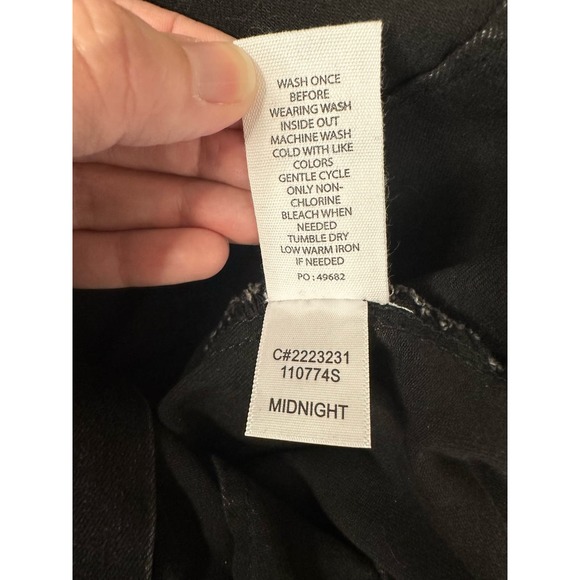 WASH ONCE
BEFORE
WEARING WASH
INSIDE OUT
MACHINE WASH
COLD WITH LIKE
COLORS
GENTLE CYCLE
ONLY NON-
CHLORINE
BLEACH WHEN
NEEDED
TUMBLE DRY
LOW WARM IRON
IF NEEDED
PO : 49682
C#2223231
110774S
MIDNIGHT